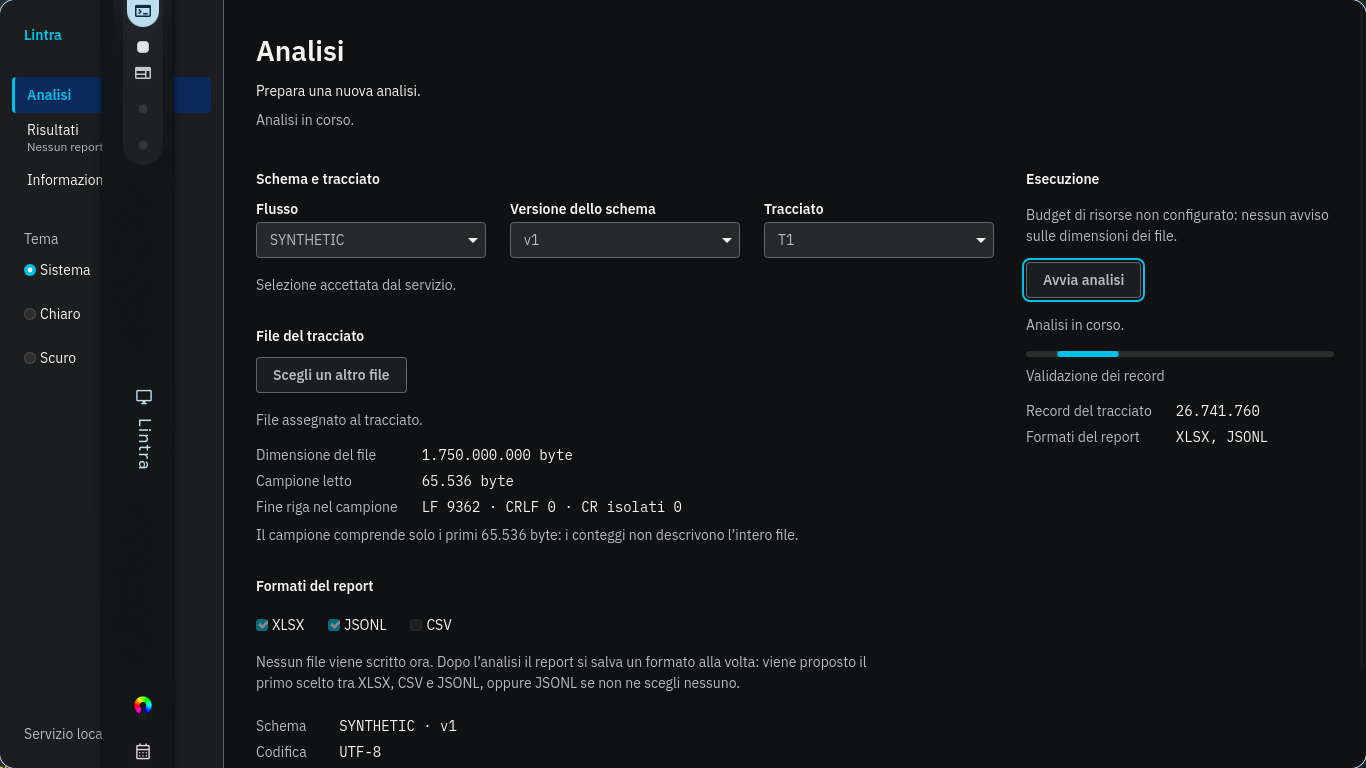 Lintra
Analisi
Risultati
Nessun report
Informazion
Tema
Sistema
Chiaro
Scuro
Servizio loca
Lintra
Analisi
Prepara una nuova analisi.
Analisi in corso.
Schema e tracciato
Flusso
Versione dello schema
Tracciato
SYNTHETIC
v1
T1
Selezione accettata dal servizio.
File del tracciato
Scegli un altro file
File assegnato al tracciato.
Dimensione del file 1.750.000.000 byte
Campione letto 65.536 byte
Fine riga nel campione LF 9362 · CRLF 0 · CR isolati 0
Il campione comprende solo i primi 65.536 byte: i conteggi non descrivono l’intero file.
Formati del report
XLSX JSONL CSV
Nessun file viene scritto ora. Dopo l’analisi il report si salva un formato alla volta: viene proposto il
primo scelto tra XLSX, CSV e JSONL, oppure JSONL se non ne scegli nessuno.
Schema SYNTHETIC · v1
Codifica UTF-8
Esecuzione
Budget di risorse non configurato: nessun avviso
sulle dimensioni dei file.
Avvia analisi
Analisi in corso.
Validazione dei record
Record del tracciato 26.741.760
Formati del report XLSX, JSONL